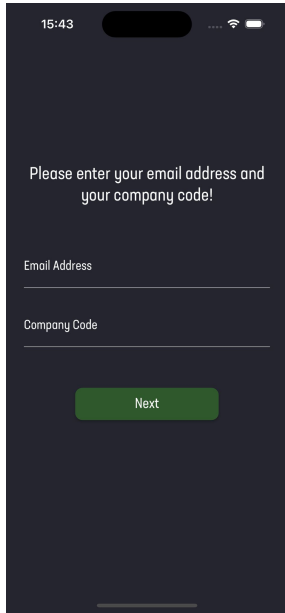 15:43
Please enter your email address and
your company code!
Email Address
Company Code
Next